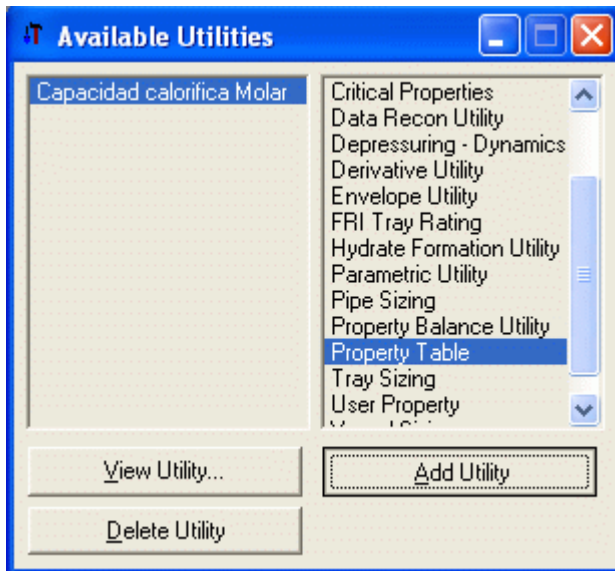 Available Utilities
Capacidad calorifica Molar
Critical Properties
Data Recon Utility
Depressuring - Dynamics
Derivative Utility
Envelope Utility
FRI Tray Rating
Hydrate Formation Utility
Parametric Utility
Pipe Sizing
Property Balance Utility
Property Table
Tray Sizing
User Property
View Utility...
Add Utility
Delete Utility